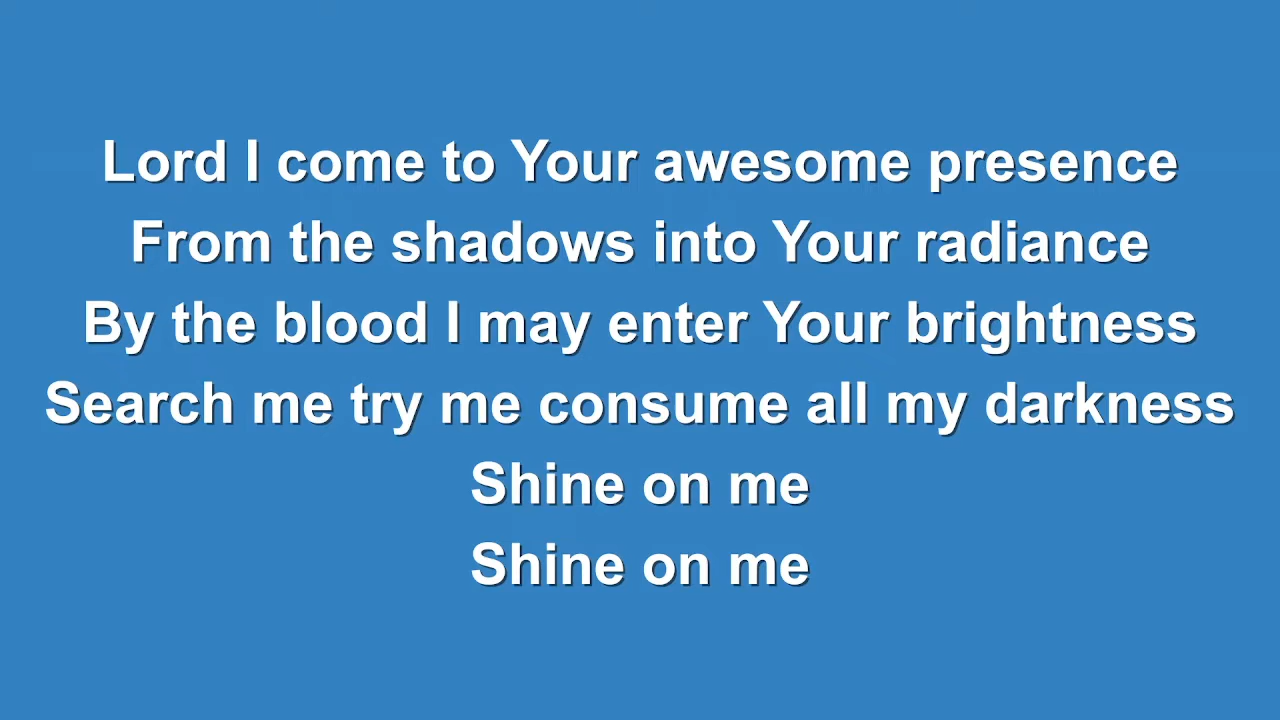 Lord I come to Your awesome presence
From the shadows into Your radiance
By the blood I may enter Your brightness
Search me try me consume all my darkness
Shine on me
Shine on me